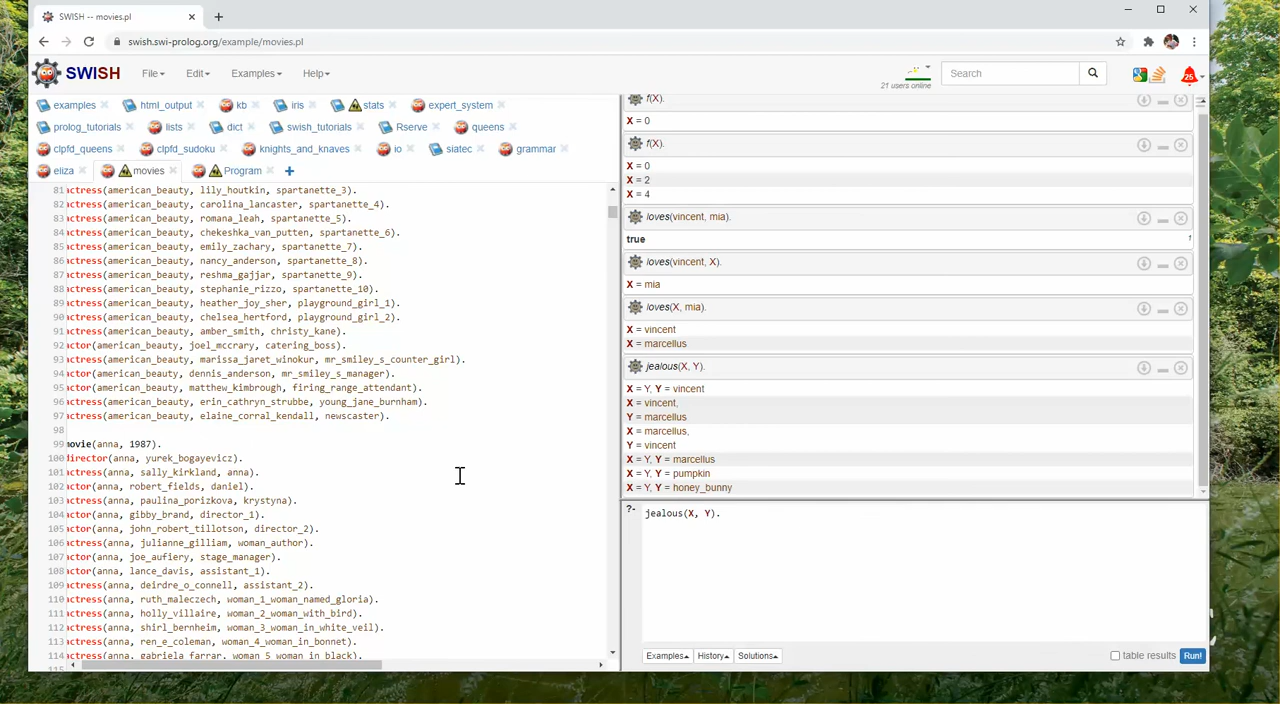 SWISH -- movies.pl
swish.swi-prolog.org/example/movies.pl
SWISH File Edit Examples Help 21 users online Search 26
examples html_output kb iris stats expert_system
prolog_tutorials lists dict swish_tutorials Rserve queens
clpfd_queens clpfd_sudoku knights_and_knaves io siatec grammar
eliza movies Program
81 actress(american_beauty, lily_houtkin, spartanette_3).
82 actress(american_beauty, carolina_lancaster, spartanette_4).
83 actress(american_beauty, romana_leah, spartanette_5).
84 actress(american_beauty, chekeshka_van_putten, spartanette_6).
85 actress(american_beauty, emily_zachary, spartanette_7).
86 actress(american_beauty, nancy_anderson, spartanette_8).
87 actress(american_beauty, reshma_gajjar, spartanette_9).
88 actress(american_beauty, stephanie_rizzo, spartanette_10).
89 actress(american_beauty, heather_joy_sher, playground_girl_1).
90 actress(american_beauty, chelsea_hertford, playground_girl_2).
91 actress(american_beauty, amber_smith, christy_kane).
92 actor(american_beauty, joel_mccrary, catering_boss).
93 actress(american_beauty, marissa_jaret_winokur, mr_smiley_s_counter_girl).
94 actor(american_beauty, dennis_anderson, mr_smiley_s_manager).
95 actor(american_beauty, matthew_kimbrough, firing_range_attendant).
96 actress(american_beauty, erin_cathryn_strubbe, young_jane_burnham).
97 actress(american_beauty, elaine_corral_kendall, newscaster).
98
99 movie(anna, 1987).
100 director(anna, yurek_bogayevicz).
101 actress(anna, sally_kirkland, anna).
102 actor(anna, robert_fields, daniel).
103 actress(anna, paulina_porizkova, krystyna).
104 actor(anna, gibby_brand, director_1).
105 actor(anna, john_robert_tillotson, director_2).
106 actress(anna, julianne_gilliam, woman_author).
107 actor(anna, joe_aufiery, stage_manager).
108 actor(anna, lance_davis, assistant_1).
109 actress(anna, deirdre_o_connell, assistant_2).
110 actress(anna, ruth_maleczech, woman_1_woman_named_gloria).
111 actress(anna, holly_villaire, woman_2_woman_with_bird).
112 actress(anna, shirl_bernheim, woman_3_woman_in_white_veil).
113 actress(anna, ren_e_coleman, woman_4_woman_in_bonnet).
114 actress(anna, gabriela_farrar, woman_5_woman_in_black).
115
f(X).
X = 0
f(X).
X = 0
X = 2
X = 4
loves(vincent, mia).
true 1
loves(vincent, X).
X = mia
loves(X, mia).
X = vincent
X = marcellus
jealous(X, Y).
X = Y, Y = vincent
X = vincent,
Y = marcellus
X = marcellus,
Y = vincent
X = Y, Y = marcellus
X = Y, Y = pumpkin
X = Y, Y = honey_bunny
?- jealous(X, Y).
Examples History Solutions table results Run!